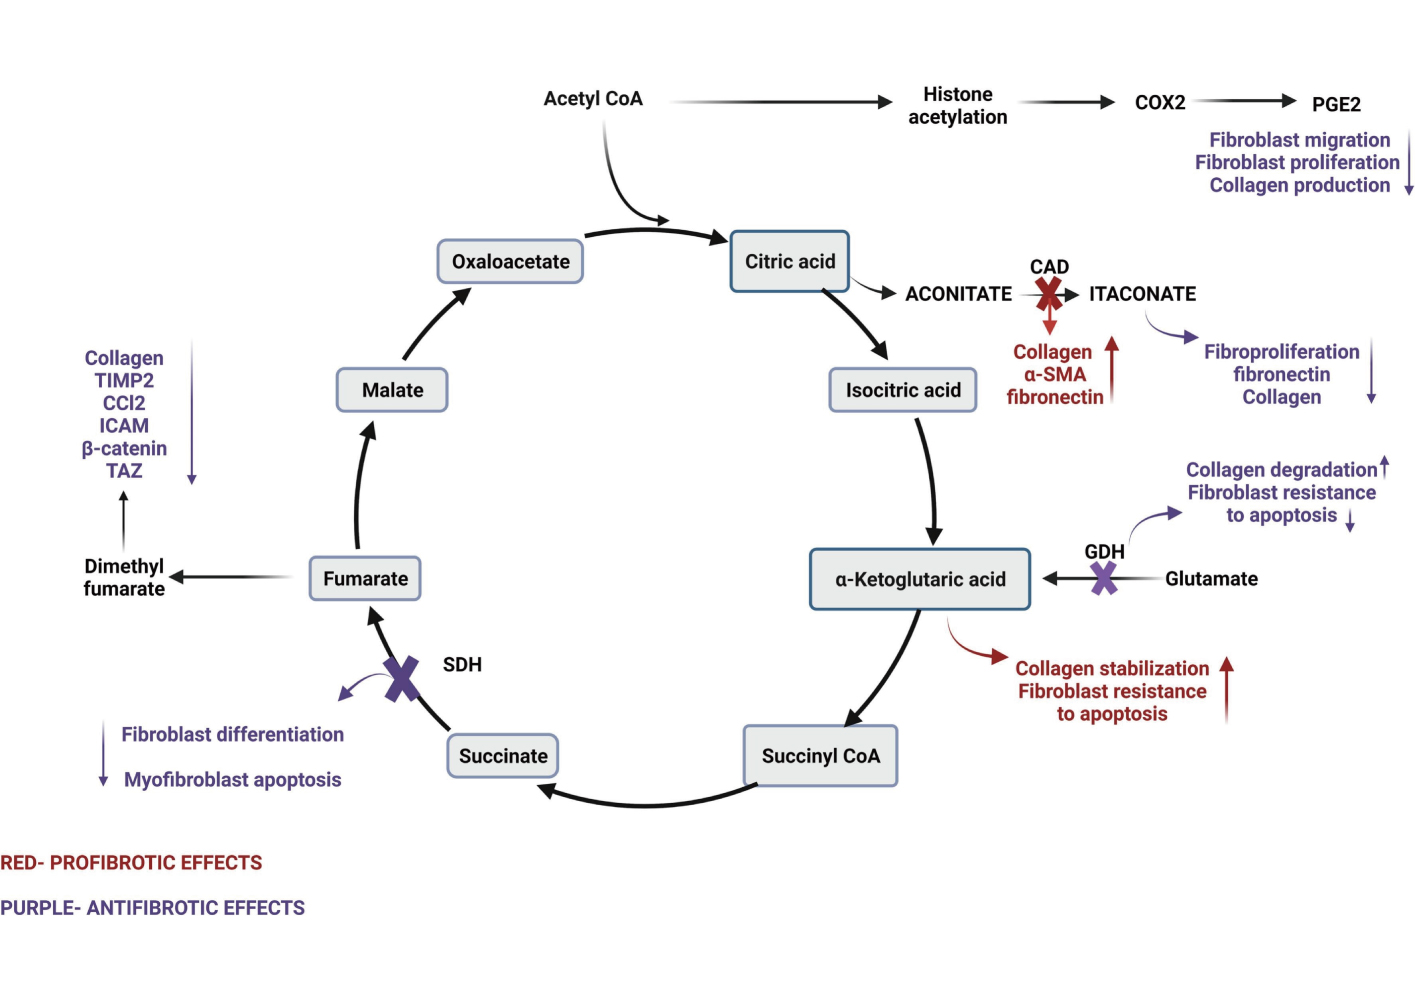 Acetyl CoA
Histone
acetylation
COX2
PGE2
Fibroblast migration
Fibroblast proliferation
Collagen production
Oxaloacetate
Citric acid
ACONITATE
CAD
ITACONATE
Collagen
α-SMA
fibronectin
Fibroproliferation
fibronectin
Collagen
Malate
Isocitric acid
Collagen
TIMP2
CCl2
ICAM
β-catenin
TAZ
Collagen degradation
Fibroblast resistance
to apoptosis
Dimethyl
fumarate
Fumarate
α-Ketoglutaric acid
GDH
Glutamate
SDH
Collagen stabilization
Fibroblast resistance
to apoptosis
Fibroblast differentiation
Myofibroblast apoptosis
Succinate
Succinyl CoA
RED- PROFIBROTIC EFFECTS
PURPLE- ANTIFIBROTIC EFFECTS